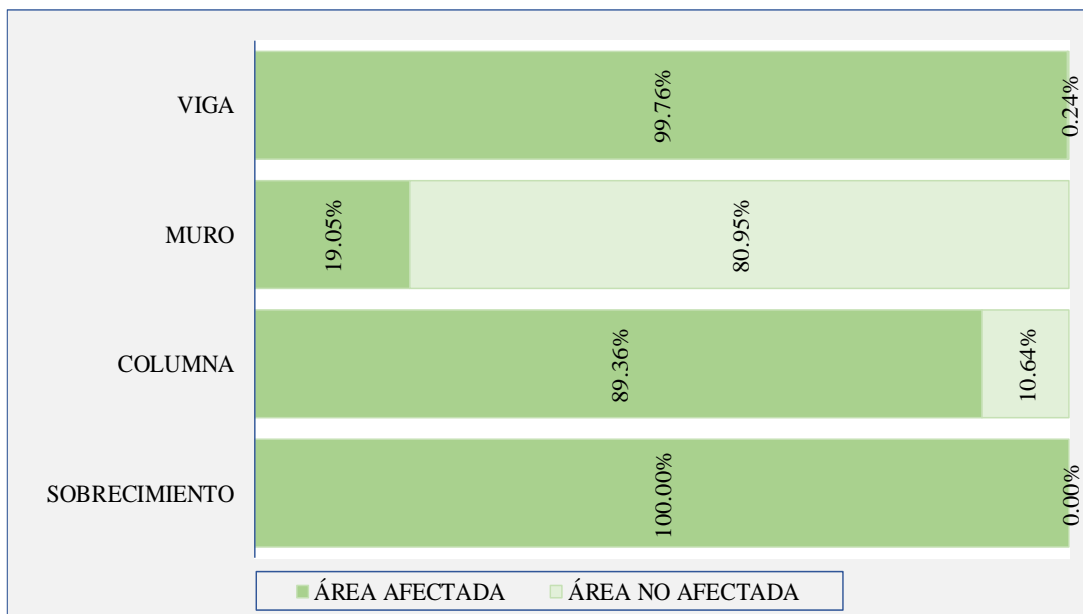 VIGA
99.76%
0.24%
MURO
19.05%
80.95%
COLUMNA
89.36%
10.64%
SOBRECIMIENTO
100.00%
0.00%
ÁREA AFECTADA
ÁREA NO AFECTADA